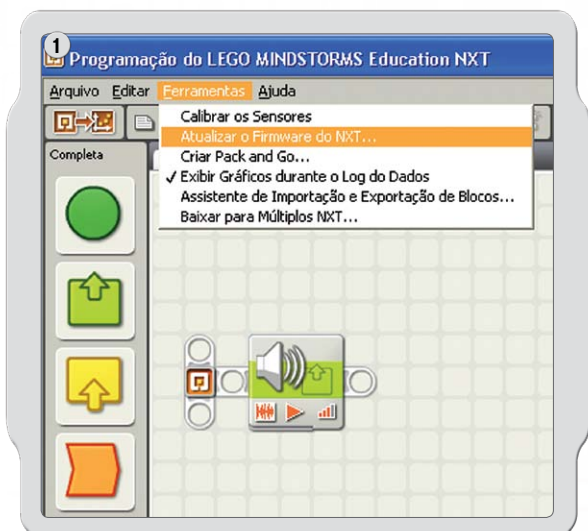 1
Programação do LEGO MINDSTORMS Education NXT
Arquivo Editar Ferramentas Ajuda
Calibrar os Sensores
Atualizar o Firmware do NXT...
Criar Pack and Go...
✓ Exibir Gráficos durante o Log do Dados
Assistente de Importação e Exportação de Blocos...
Baixar para Múltiplos NXT...
Completa